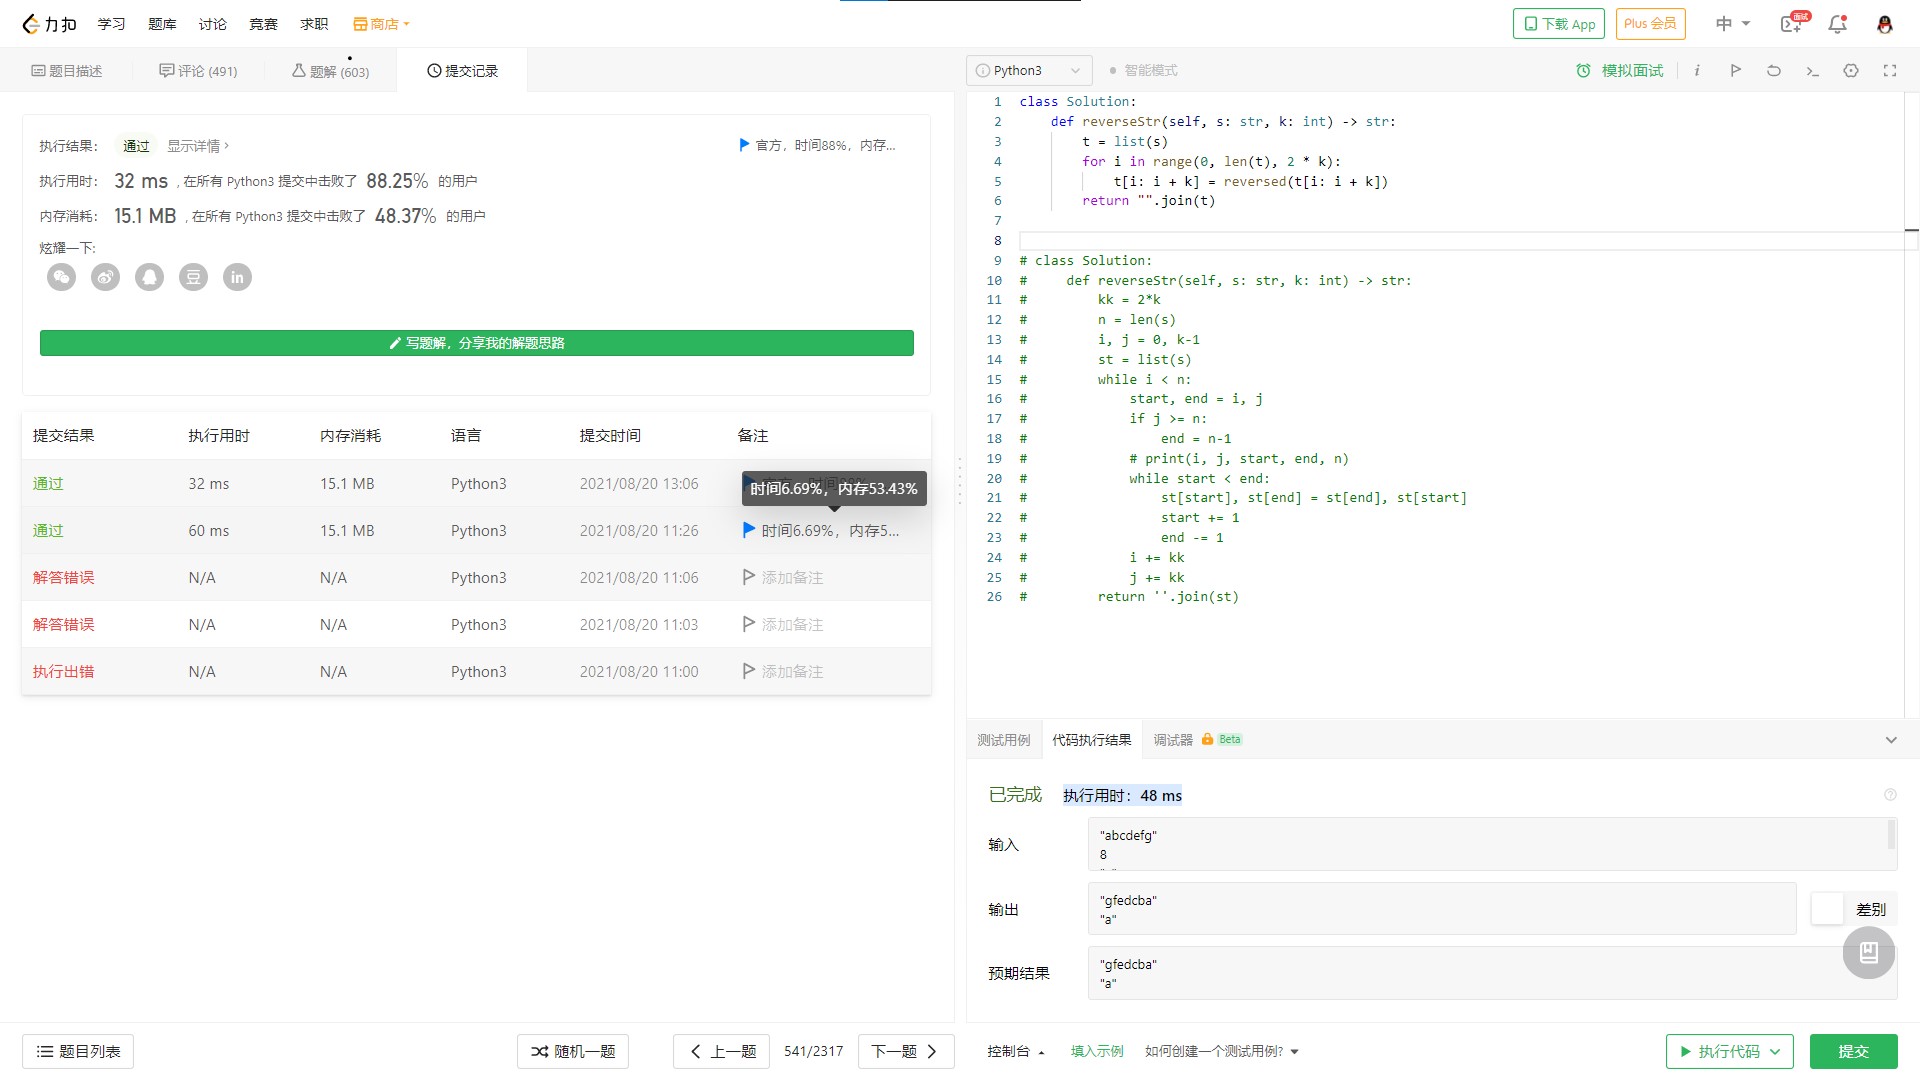 力扣 学习 题库 讨论 竞赛 求职 商店 下载 App Plus 会员 中 面试
题目描述 评论 (491) 题解 (603) 提交记录
执行结果： 通过 显示详情 › 官方，时间88%，内存...
执行用时： 32 ms , 在所有 Python3 提交中击败了 88.25% 的用户
内存消耗： 15.1 MB , 在所有 Python3 提交中击败了 48.37% 的用户
炫耀一下:
豆 in
写题解，分享我的解题思路
提交结果 执行用时 内存消耗 语言 提交时间 备注
通过 32 ms 15.1 MB Python3 2021/08/20 13:06
时间6.69%，内存53.43%
通过 60 ms 15.1 MB Python3 2021/08/20 11:26 时间6.69%，内存5...
解答错误 N/A N/A Python3 2021/08/20 11:06 添加备注
解答错误 N/A N/A Python3 2021/08/20 11:03 添加备注
执行出错 N/A N/A Python3 2021/08/20 11:00 添加备注
题目列表 随机一题 上一题 541/2317 下一题
Python3 智能模式 模拟面试 i
1 class Solution:
2     def reverseStr(self, s: str, k: int) -> str:
3         t = list(s)
4         for i in range(0, len(t), 2 * k):
5             t[i: i + k] = reversed(t[i: i + k])
6         return "".join(t)
7
8
9 # class Solution:
10 #     def reverseStr(self, s: str, k: int) -> str:
11 #         kk = 2*k
12 #         n = len(s)
13 #         i, j = 0, k-1
14 #         st = list(s)
15 #         while i < n:
16 #             start, end = i, j
17 #             if j >= n:
18 #                 end = n-1
19 #             # print(i, j, start, end, n)
20 #             while start < end:
21 #                 st[start], st[end] = st[end], st[start]
22 #                 start += 1
23 #                 end -= 1
24 #             i += kk
25 #             j += kk
26 #         return ''.join(st)
测试用例 代码执行结果 调试器 Beta
已完成 执行用时：48 ms
输入
"abcdefg"
8
输出
"gfedcba"
"a"
差别
预期结果
"gfedcba"
"a"
控制台 填入示例 如何创建一个测试用例? 执行代码 提交